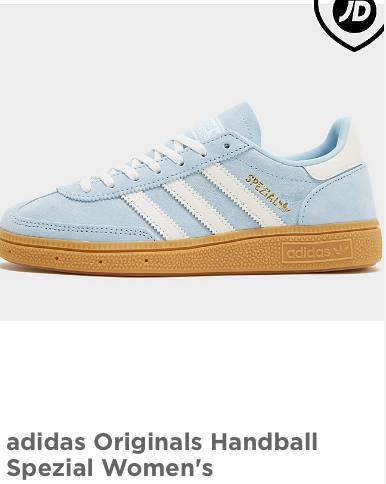 JD
SPEZIAL
adidas
adidas Originals Handball
Spezial Women's